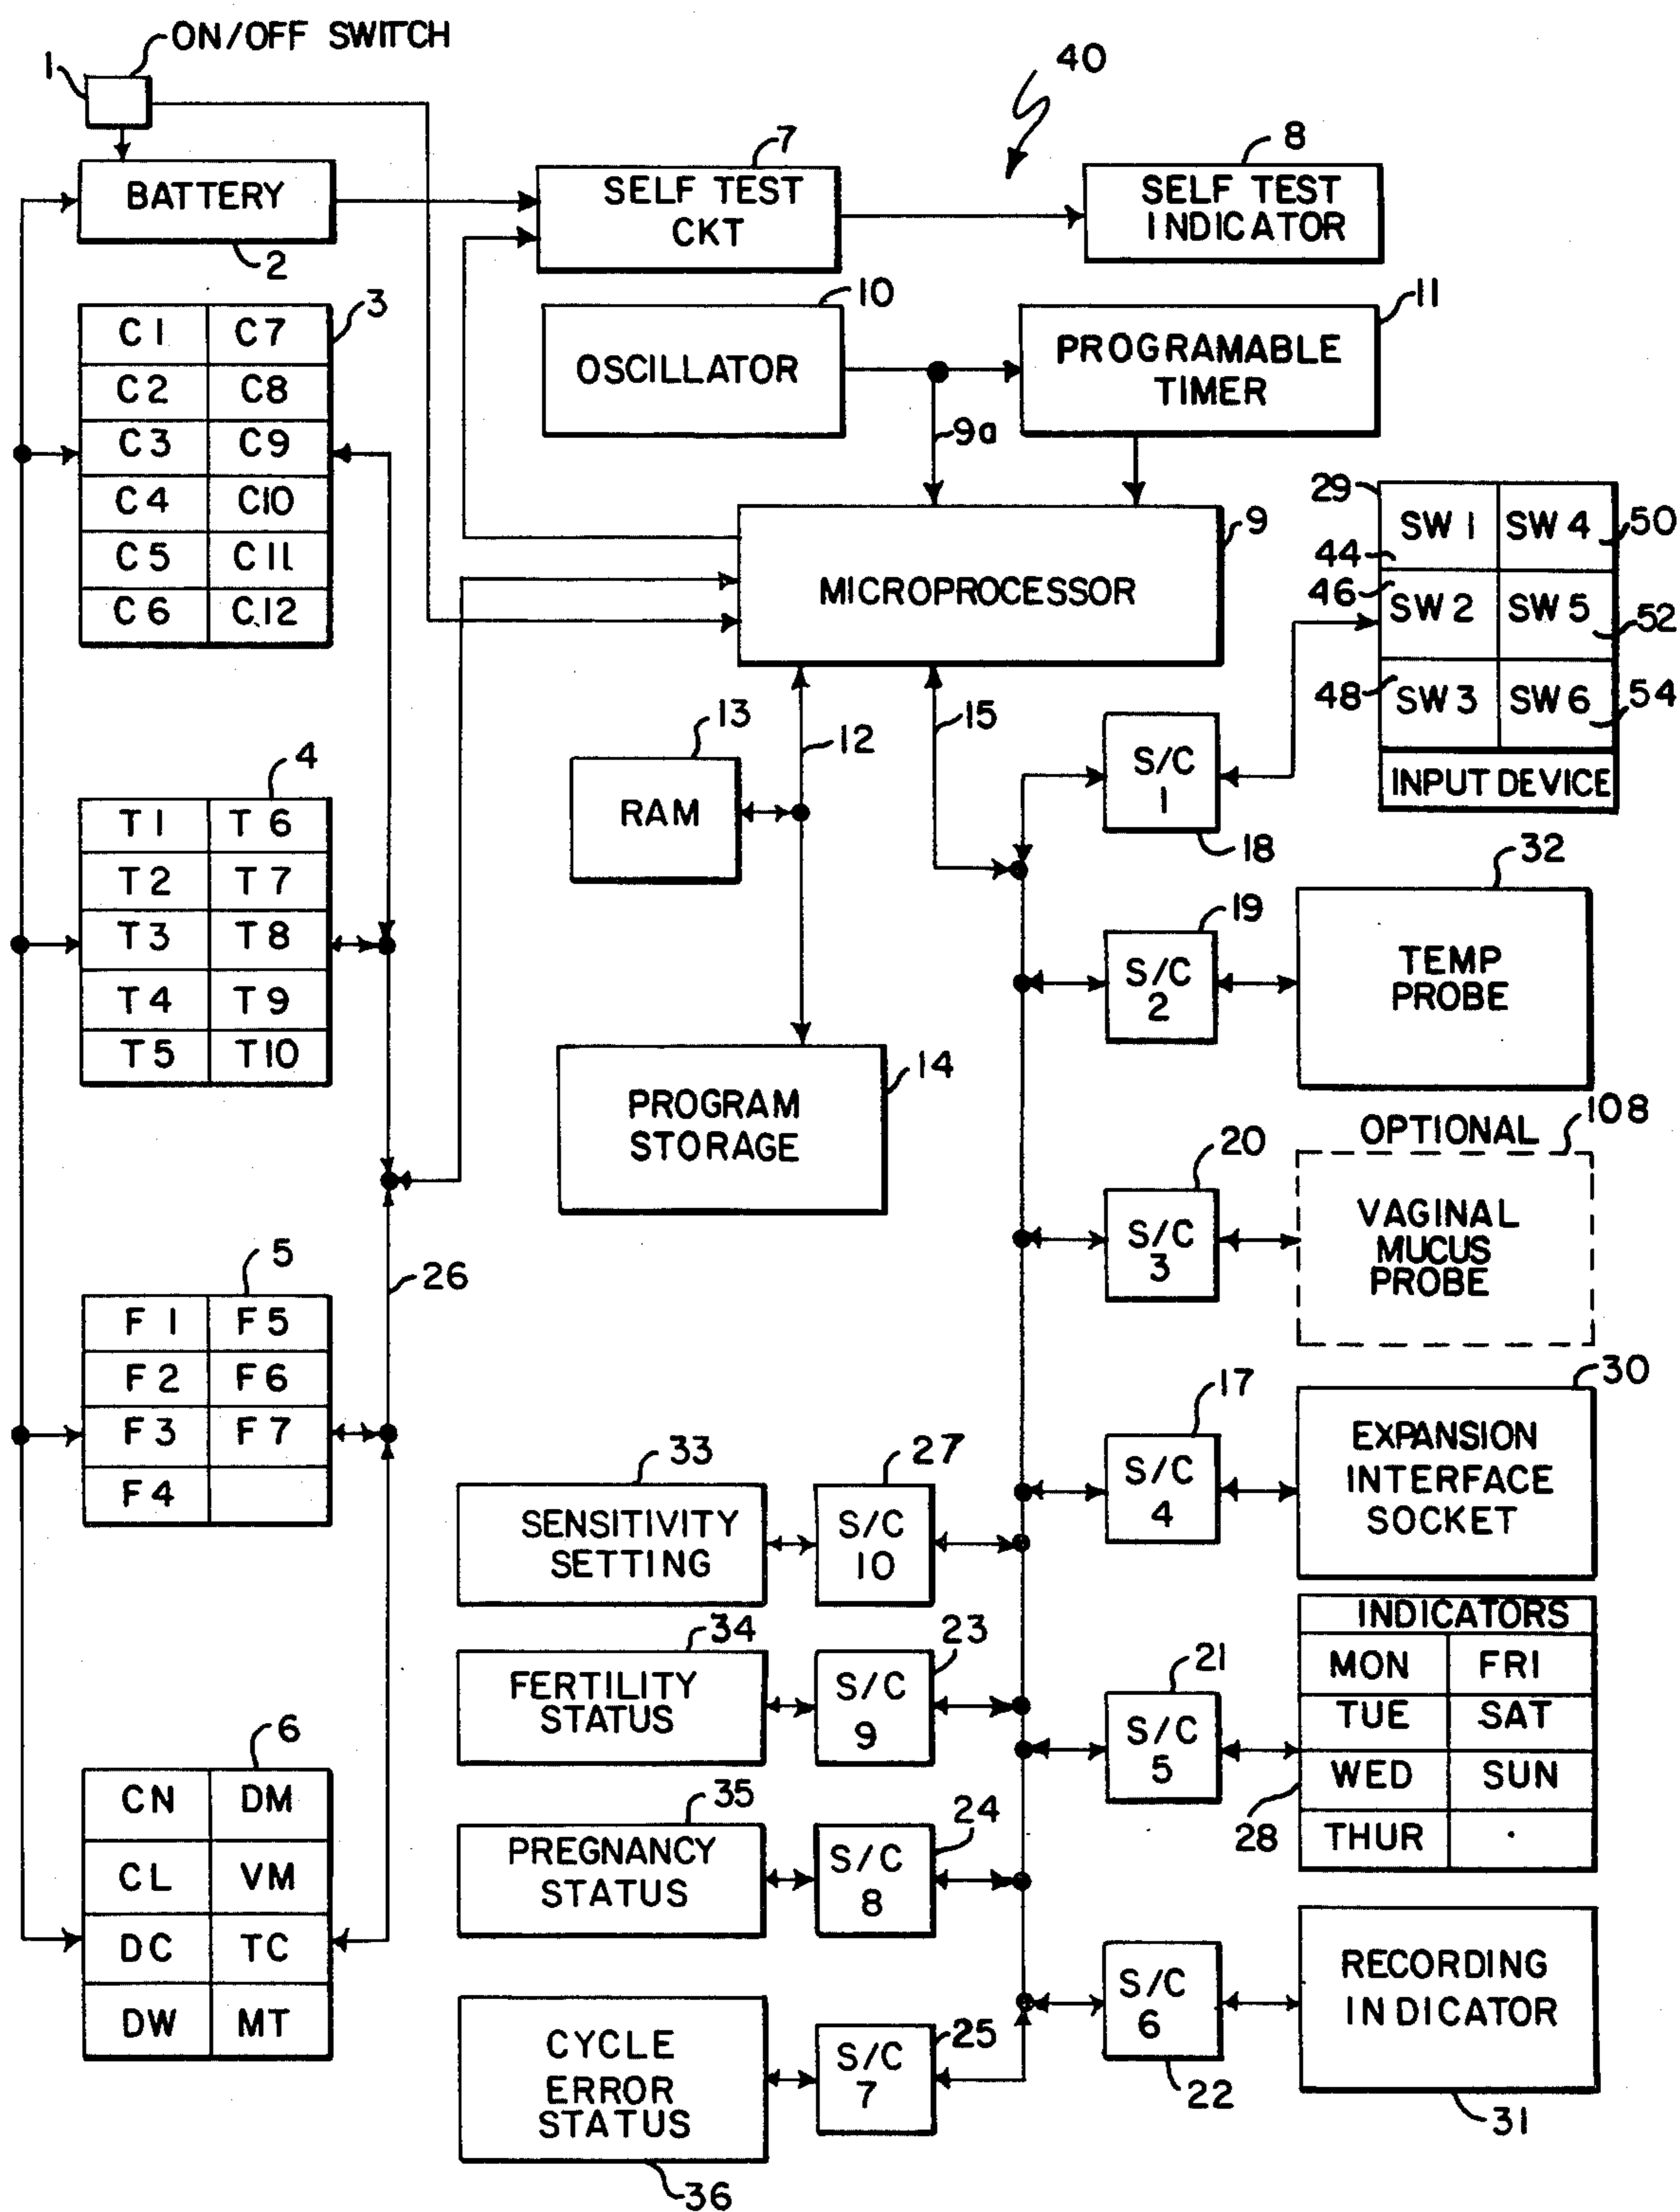 ON/OFF SWITCH
1
40
BATTERY
2
7
SELF TEST
CKT
8
SELF TEST
INDICATOR
3
C1 C7
C2 C8
C3 C9
C4 C10
C5 C11
C6 C12
10
OSCILLATOR
11
PROGRAMABLE
TIMER
9a
9
MICROPROCESSOR
29
SW 1 SW 4
44 50
46
SW 2 SW 5
52
48 SW 3 SW 6
54
INPUT DEVICE
13
RAM
12
15
S/C
1
18
4
T1 T6
T2 T7
T3 T8
T4 T9
T5 T10
14
PROGRAM
STORAGE
19
S/C
2
32
TEMP
PROBE
20
S/C
3
OPTIONAL
108
VAGINAL
MUCUS
PROBE
5
26
F1 F5
F2 F6
F3 F7
F4
17
S/C
4
30
EXPANSION
INTERFACE
SOCKET
33
SENSITIVITY
SETTING
27
S/C
10
34
FERTILITY
STATUS
23
S/C
9
21
S/C
5
INDICATORS
MON FRI
TUE SAT
WED SUN
28
THUR
6
CN DM
CL VM
DC TC
DW MT
35
PREGNANCY
STATUS
24
S/C
8
36
CYCLE
ERROR
STATUS
25
S/C
7
S/C
6
22
RECORDING
INDICATOR
31